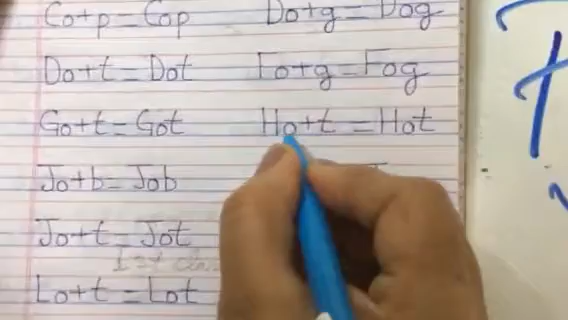 Co+p=Cop Do+g=Dog
Do+t=Dot Fo+g=Fog
Go+t=Got Ho+t=Hot
Jo+b=Job
Jo+t=Jot
Lo+t=Lot